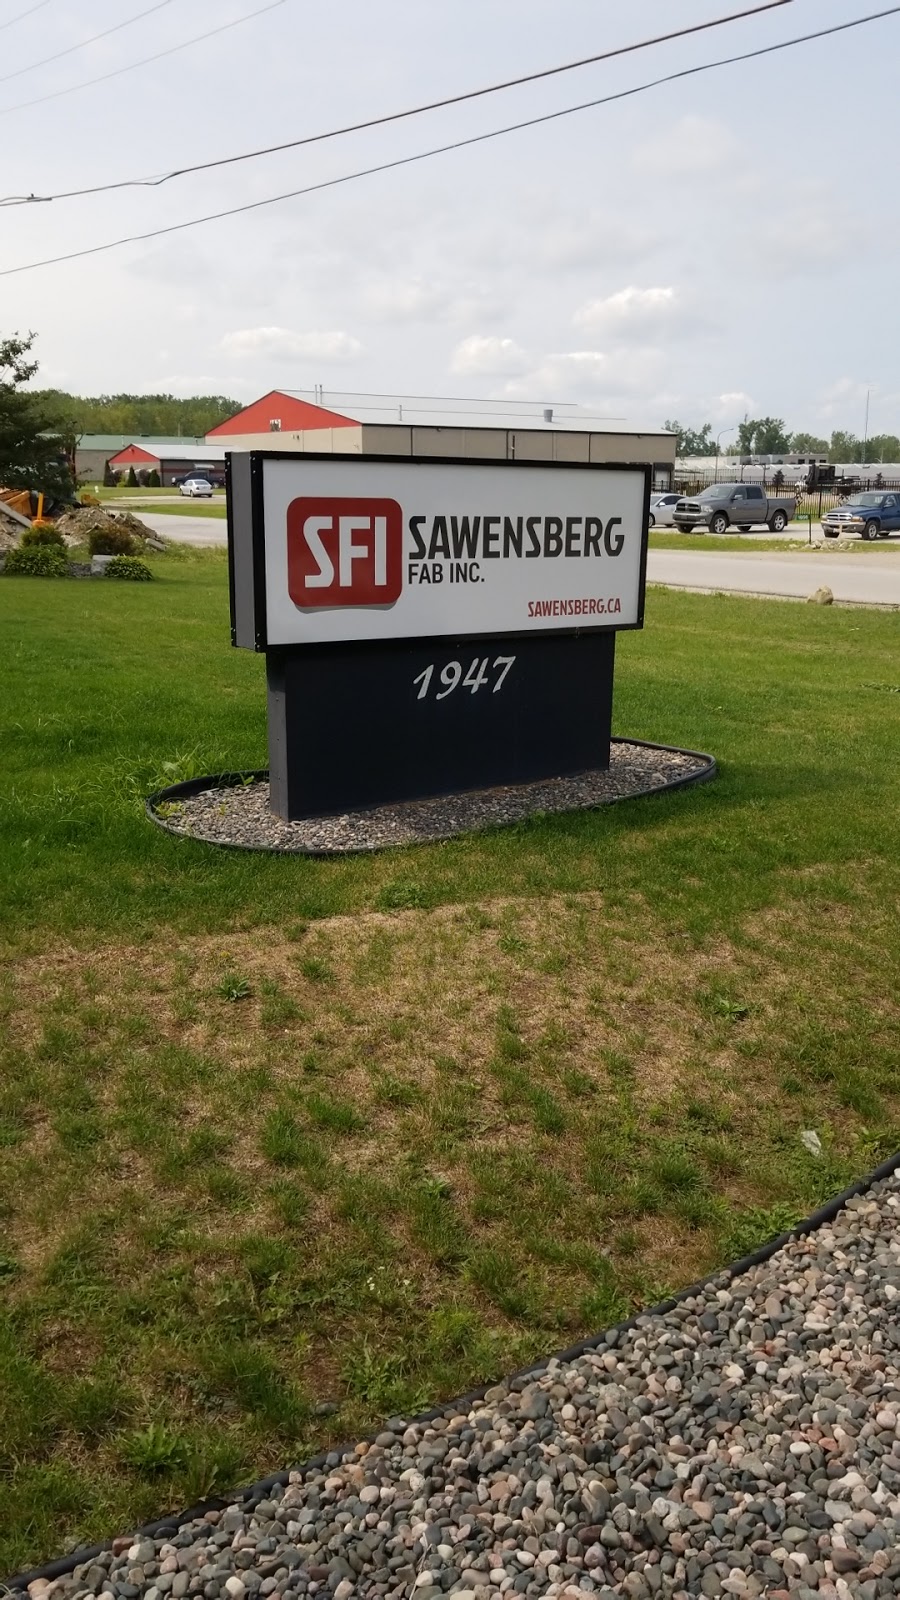 SFI
SAWENSBERG
FAB INC.
SAWENSBERG.CA
1947